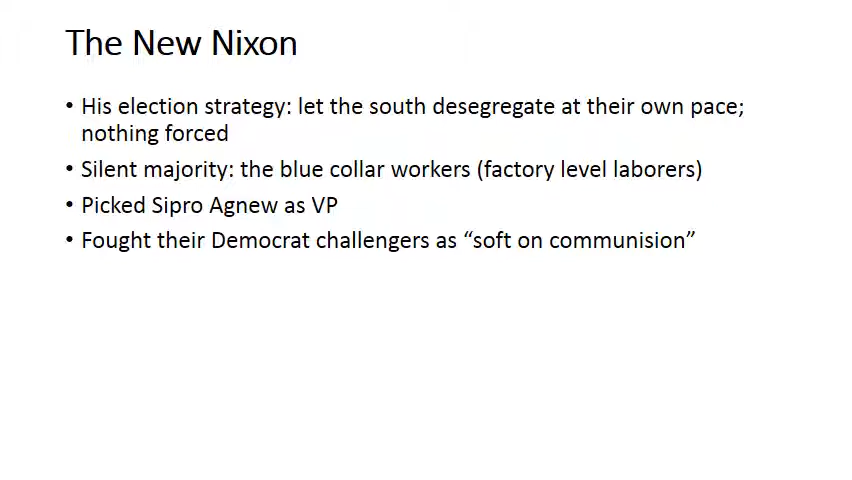 The New Nixon
• His election strategy: let the south desegregate at their own pace;
nothing forced
• Silent majority: the blue collar workers (factory level laborers)
• Picked Sipro Agnew as VP
• Fought their Democrat challengers as “soft on communision”